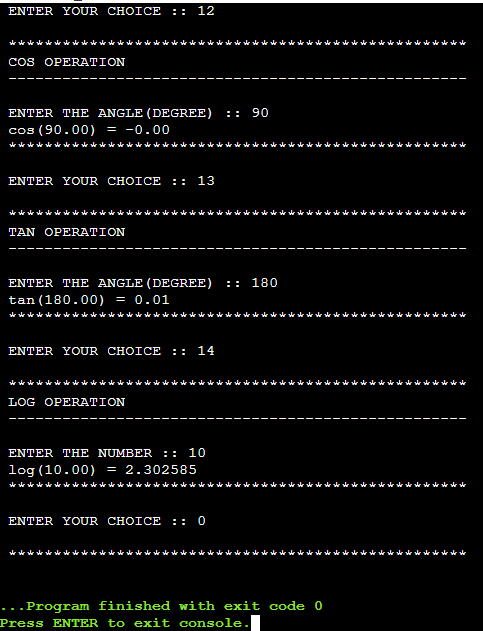 ENTER YOUR CHOICE :: 12
***************************************************
COS OPERATION
---------------------------------------------------
ENTER THE ANGLE(DEGREE) :: 90
cos(90.00) = -0.00
***************************************************
ENTER YOUR CHOICE :: 13
***************************************************
TAN OPERATION
---------------------------------------------------
ENTER THE ANGLE(DEGREE) :: 180
tan(180.00) = 0.01
***************************************************
ENTER YOUR CHOICE :: 14
***************************************************
LOG OPERATION
---------------------------------------------------
ENTER THE NUMBER :: 10
log(10.00) = 2.302585
***************************************************
ENTER YOUR CHOICE :: 0
***************************************************
...Program finished with exit code 0
Press ENTER to exit console.